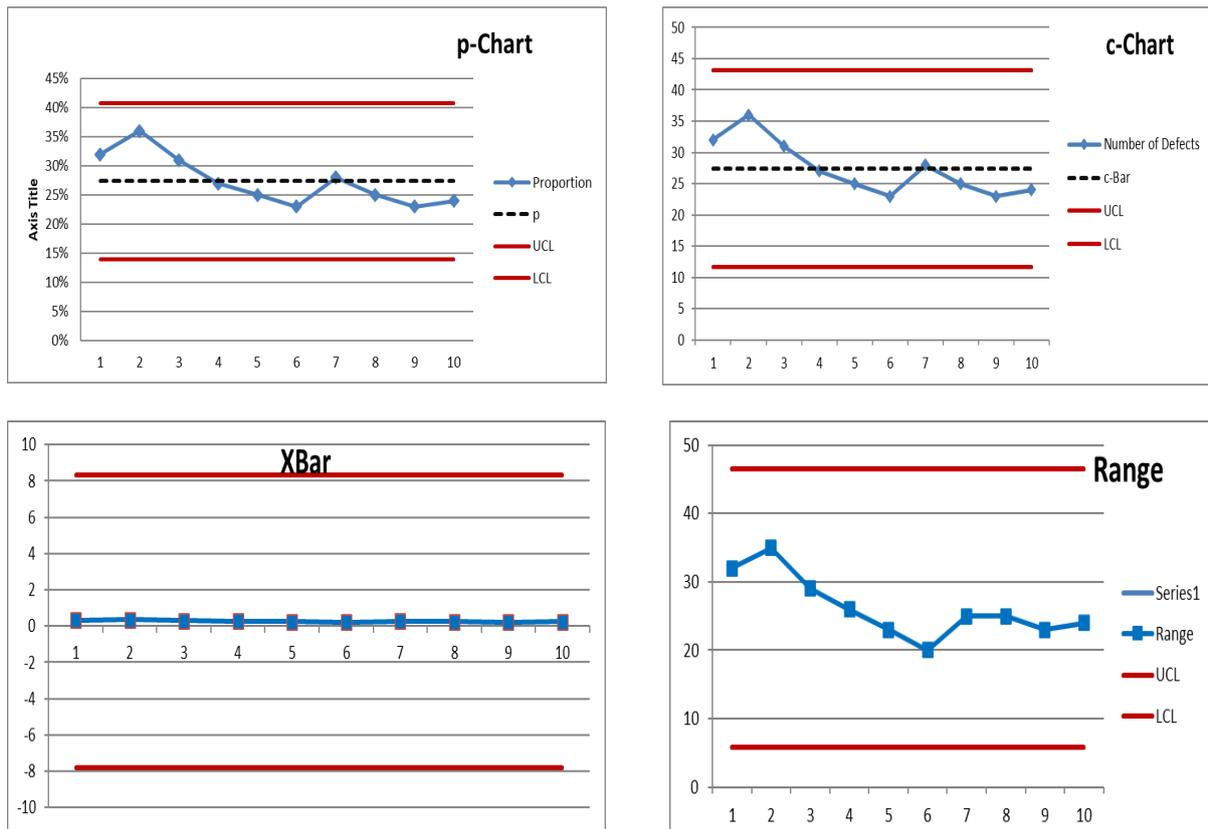 p-Chart
Axis Title
45%
40%
35%
30%
25%
20%
15%
10%
5%
0%
1 2 3 4 5 6 7 8 9 10
Proportion
p
UCL
LCL
c-Chart
50
45
40
35
30
25
20
15
10
5
0
1 2 3 4 5 6 7 8 9 10
Number of Defects
c-Bar
UCL
LCL
XBar
10
8
6
4
2
0
-2
-4
-6
-8
-10
1 2 3 4 5 6 7 8 9 10
Range
50
40
30
20
10
0
1 2 3 4 5 6 7 8 9 10
Series1
Range
UCL
LCL